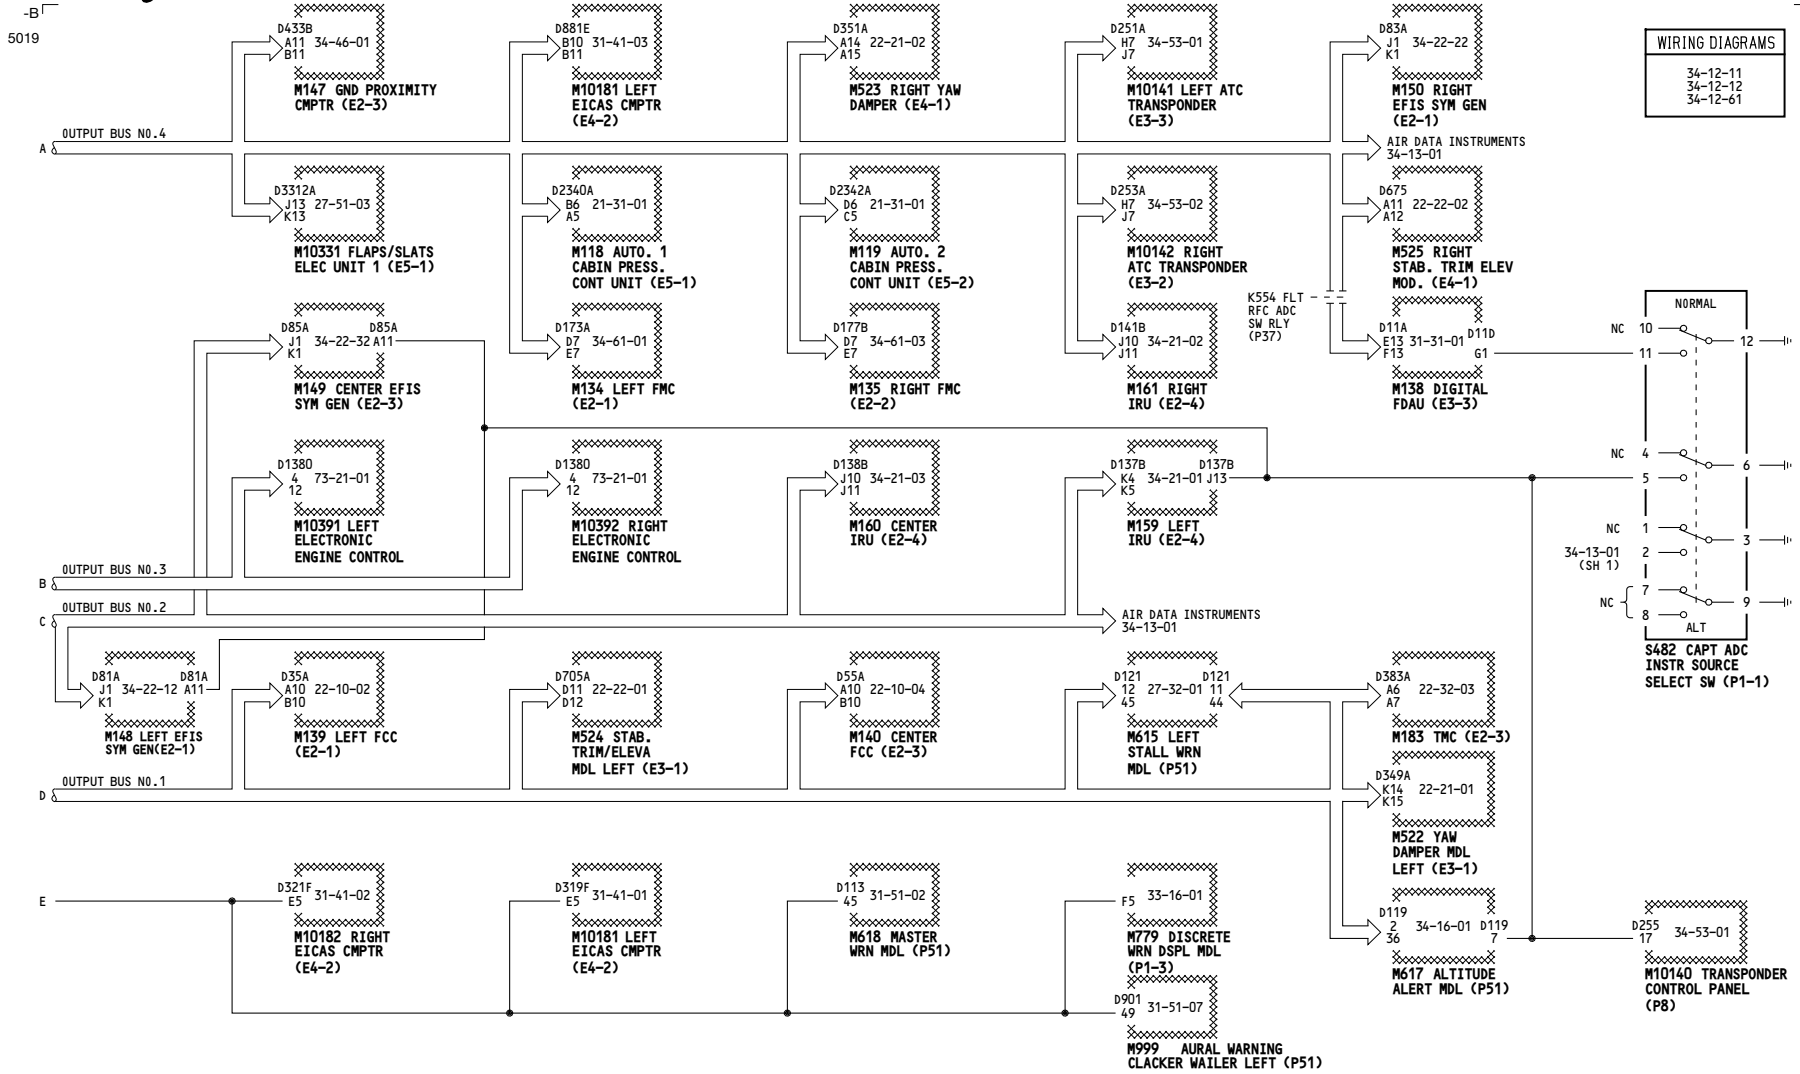 -B
5019
D433B
A11 34-46-01
B11
M147 GND PROXIMITY
CMPTR (E2-3)
D881E
B10 31-41-03
B11
M10181 LEFT
EICAS CMPTR
(E4-2)
D351A
A14 22-21-02
A15
M523 RIGHT YAW
DAMPER (E4-1)
D251A
H7 34-53-01
J7
M10141 LEFT ATC
TRANSPONDER
(E3-3)
D83A
J1 34-22-22
K1
M150 RIGHT
EFIS SYM GEN
(E2-1)
WIRING DIAGRAMS
34-12-11
34-12-12
34-12-61
OUTPUT BUS NO.4
A
AIR DATA INSTRUMENTS
34-13-01
D3312A
J13 27-51-03
K13
M10331 FLAPS/SLATS
ELEC UNIT 1 (E5-1)
D2340A
B6 21-31-01
A5
M118 AUTO. 1
CABIN PRESS.
CONT UNIT (E5-1)
D2342A
D6 21-31-01
C5
M119 AUTO. 2
CABIN PRESS.
CONT UNIT (E5-2)
D253A
H7 34-53-02
J7
M10142 RIGHT
ATC TRANSPONDER
(E3-2)
D675
A11 22-22-02
A12
M525 RIGHT
STAB. TRIM ELEV
MOD. (E4-1)
K554 FLT
RFC ADC
SW RLY
(P37)
D85A D85A
J1 34-22-32 A11
K1
M149 CENTER EFIS
SYM GEN (E2-3)
D173A
D7 34-61-01
E7
M134 LEFT FMC
(E2-1)
D177B
D7 34-61-03
E7
M135 RIGHT FMC
(E2-2)
D141B
J10 34-21-02
J11
M161 RIGHT
IRU (E2-4)
D11A D11D
E13 31-31-01
F13 G1
M138 DIGITAL
FDAU (E3-3)
NORMAL
NC 10
12
11
NC 4
6
5
NC 1
3
34-13-01 2
(SH 1)
7
NC 9
8
ALT
S482 CAPT ADC
INSTR SOURCE
SELECT SW (P1-1)
D1380
4 73-21-01
12
M10391 LEFT
ELECTRONIC
ENGINE CONTROL
D1380
4 73-21-01
12
M10392 RIGHT
ELECTRONIC
ENGINE CONTROL
D138B
J10 34-21-03
J11
M160 CENTER
IRU (E2-4)
D137B D137B
K4 34-21-01 J13
K5
M159 LEFT
IRU (E2-4)
OUTPUT BUS NO.3
B
OUTBUT BUS NO.2
C
AIR DATA INSTRUMENTS
34-13-01
D81A D81A
J1 34-22-12 A11
K1
M148 LEFT EFIS
SYM GEN(E2-1)
D35A
A10 22-10-02
B10
M139 LEFT FCC
(E2-1)
D705A
D11 22-22-01
D12
M524 STAB.
TRIM/ELEVA
MDL LEFT (E3-1)
D55A
A10 22-10-04
B10
M140 CENTER
FCC (E2-3)
D121 D121
12 27-32-01 11
45 44
M615 LEFT
STALL WRN
MDL (P51)
D383A
A6 22-32-03
A7
M183 TMC (E2-3)
OUTPUT BUS NO.1
D
D349A
K14 22-21-01
K15
M522 YAW
DAMPER MDL
LEFT (E3-1)
E
D321F
E5 31-41-02
M10182 RIGHT
EICAS CMPTR
(E4-2)
D319F
E5 31-41-01
M10181 LEFT
EICAS CMPTR
(E4-2)
D113
45 31-51-02
M618 MASTER
WRN MDL (P51)
F5 33-16-01
M779 DISCRETE
WRN DSPL MDL
(P1-3)
D119 D119
2 34-16-01
36 7
M617 ALTITUDE
ALERT MDL (P51)
D255
17 34-53-01
M10140 TRANSPONDER
CONTROL PANEL
(P8)
D901
49 31-51-07
M999 AURAL WARNING
CLACKER WAILER LEFT (P51)